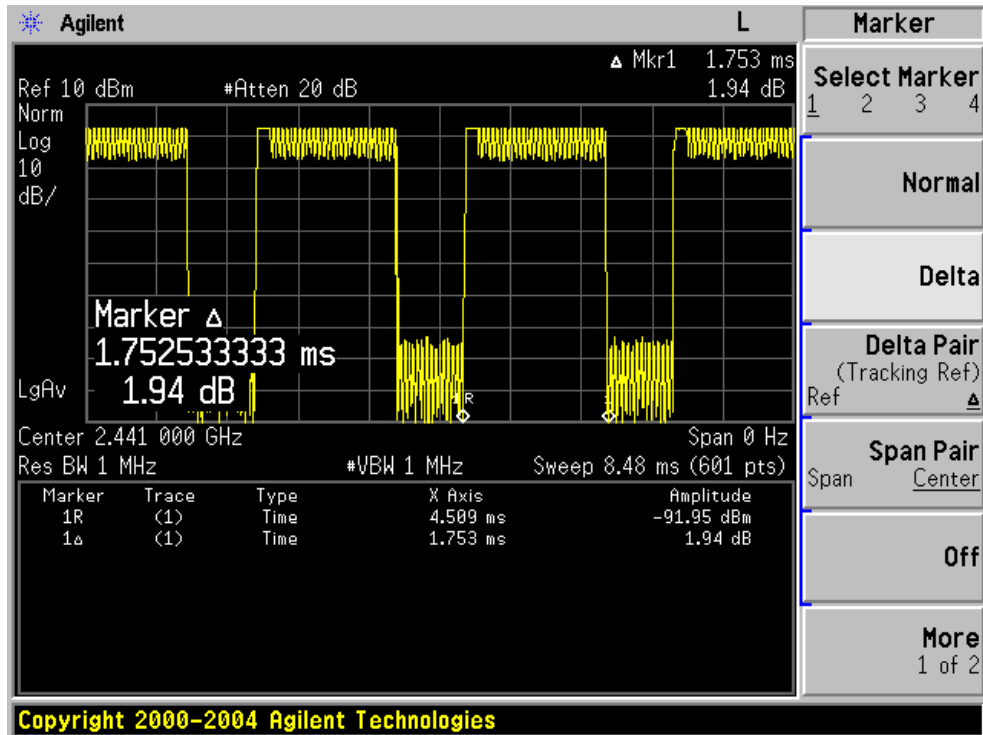 Agilent L
Marker
Δ Mkr1 1.753 ms
Ref 10 dBm #Atten 20 dB 1.94 dB
Norm
Log
10
dB/
Marker Δ
1.752533333 ms
1.94 dB
LgAv
1R
Center 2.441 000 GHz Span 0 Hz
Res BW 1 MHz #VBW 1 MHz Sweep 8.48 ms (601 pts)
Marker Trace Type X Axis Amplitude
1R (1) Time 4.509 ms -91.95 dBm
1Δ (1) Time 1.753 ms 1.94 dB
Select Marker
1 2 3 4
Normal
Delta
Delta Pair
(Tracking Ref)
Ref Δ
Span Pair
Span Center
Off
More
1 of 2
Copyright 2000-2004 Agilent Technologies